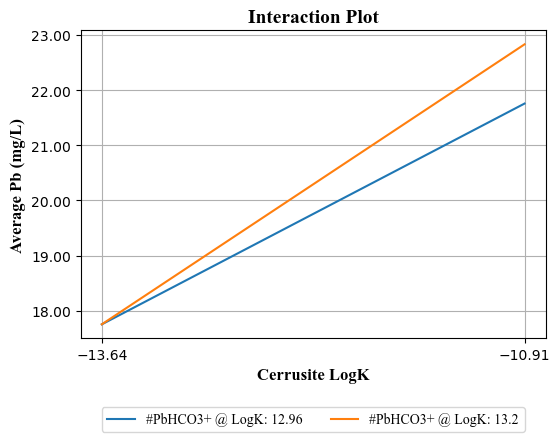 Interaction Plot
Average Pb (mg/L)
23.00
22.00
21.00
20.00
19.00
18.00
−13.64
−10.91
Cerrusite LogK
#PbHCO3+ @ LogK: 12.96
#PbHCO3+ @ LogK: 13.2